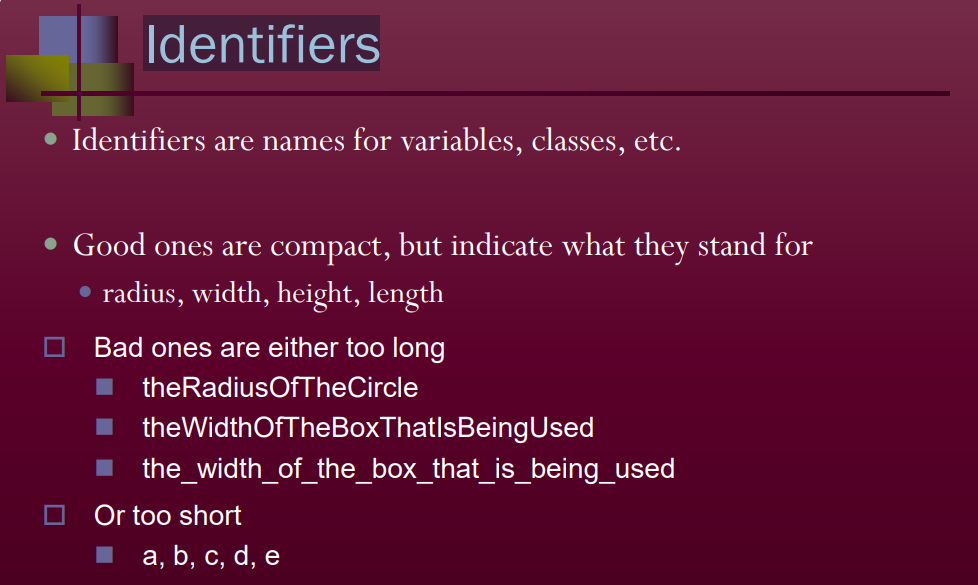 Identifiers
Identifiers are names for variables, classes, etc.
Good ones are compact, but indicate what they stand for
radius, width, height, length
Bad ones are either too long
theRadiusOfTheCircle
theWidthOfTheBoxThatIsBeingUsed
the_width_of_the_box_that_is_being_used
Or too short
a, b, c, d, e